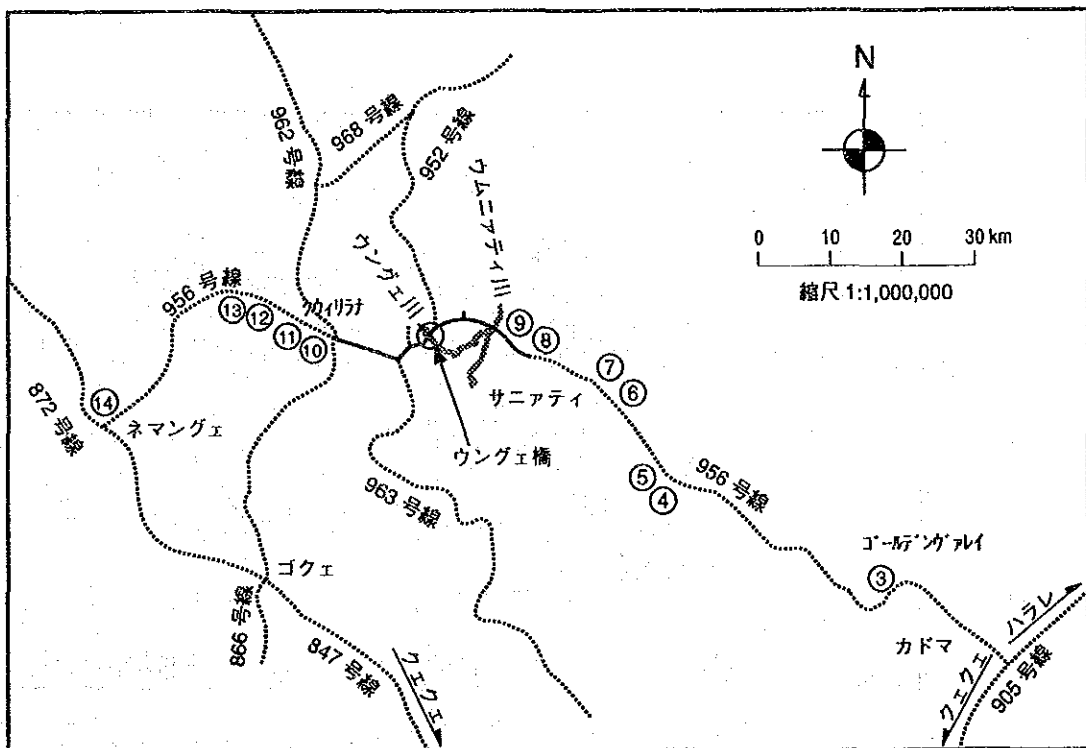 N
0 10 20 30 km
縮尺 1:1,000,000
962 号線
968 号線
952 号線
ウムニァティ川
ウングェ川
956 号線
クウィリラナ
⑬ ⑫ ⑪ ⑩
⑨ ⑧
⑦ ⑥
サニァティ
⑭
ネマングェ
872 号線
ウングェ橋
963 号線
⑤ ④
956 号線
ゴールデンヴァレイ
③
ゴクェ
866 号線
847 号線
クェクェ
カドマ
ハラレ
クェクェ
905 号線